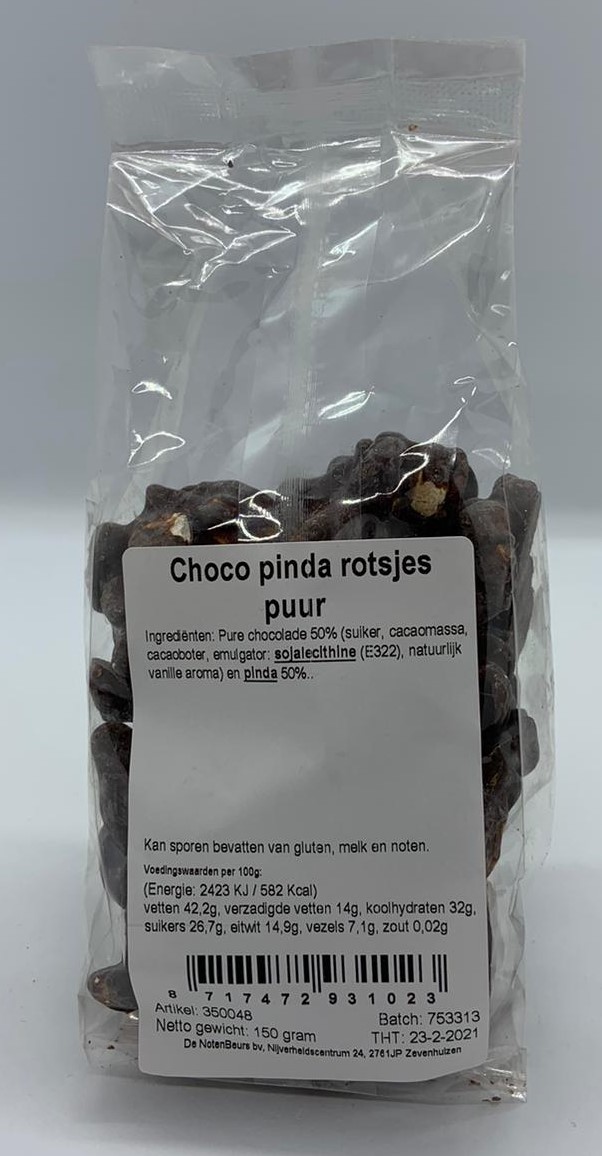 Choco pinda rotsjes
puur
Ingrediënten: Pure chocolade 50% (suiker, cacaomassa,
cacaoboter, emulgator: sojalecithine (E322), natuurlijk
vanille aroma) en pinda 50%..
Kan sporen bevatten van gluten, melk en noten.
Voedingswaarden per 100g:
(Energie: 2423 KJ / 582 Kcal)
vetten 42,2g, verzadigde vetten 14g, koolhydraten 32g,
suikers 26,7g, eitwit 14,9g, vezels 7,1g, zout 0,02g
8 717472 931023
Artikel: 350048
Batch: 753313
Netto gewicht: 150 gram
THT: 23-2-2021
De NotenBeurs bv, Nijverheidscentrum 24, 2761JP Zevenhuizen